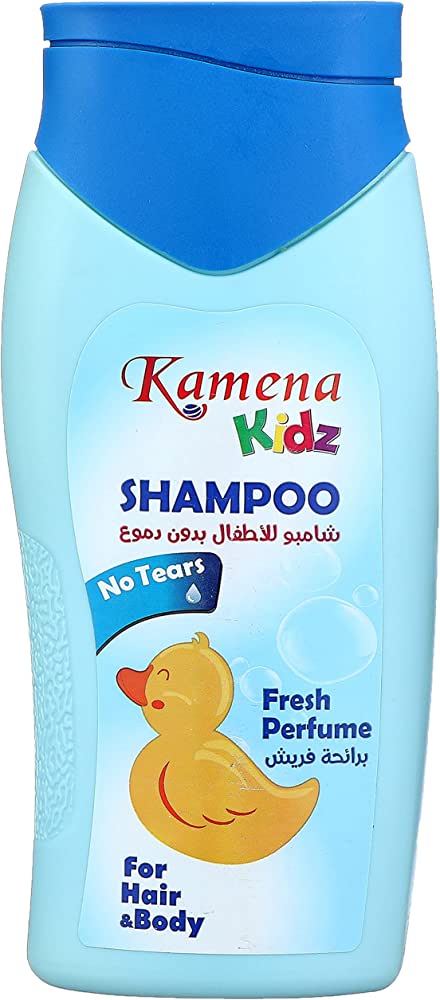 Kamena
Kidz
SHAMPOO
شامبو للأطفال بدون دموع
No Tears
Fresh
Perfume
برائحة فريش
For
Hair
&Body